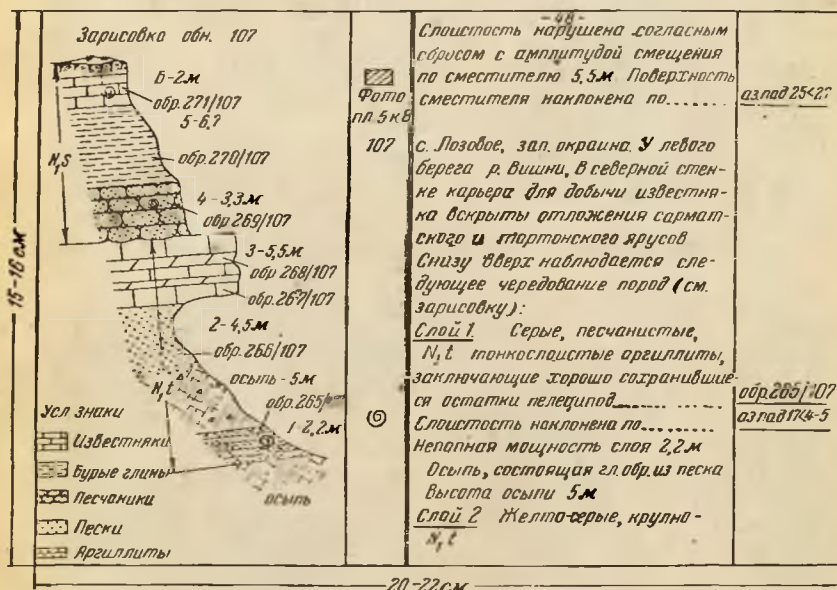 -48-
Зарисовка обн. 107
6-2м
обр. 271/107
5-6,?
обр. 270/107
N₁S
4-3,3м
обр 269/107
3-5,5м
обр 268/107
обр. 267/107
2-4,5м
обр. 266/107
осыпь-5м
обр. 265/
N₁t
1-2,2м
осыпь
Усл знаки
Известняки
Бурые глины
Песчаники
Пески
Аргиллиты
Фото
пл. 5 к 8
107
Слоистость нарушена согласным
сбросом с амплитудой смещения
по сместителю 5,5м Поверхность
сместителя наклонена по......
аз пад 25<2?
с. Лозовое, зап. окраина. У левого
берега р. Вишни, в северной стен-
ке карьера для добычи известня-
ка вскрыты отложения сармат-
ского и тортонского ярусов
Снизу вверх наблюдается сле-
дующее чередование пород (см.
зарисовку):
Слой 1. Серые, песчанистые,
N₁t тонкослоистые аргиллиты,
заключающие хорошо сохранившие-
ся остатки пелеципод......
обр. 265/107
Слоистость наклонена по......
аз пад 174<4-5
Неполная мощность слоя 2,2м
Осыпь, состоящая гл. обр. из песка
Высота осыпи 5м
Слой 2 Желто-серые, крупно-
N₁t
15-16 см
20-22 см